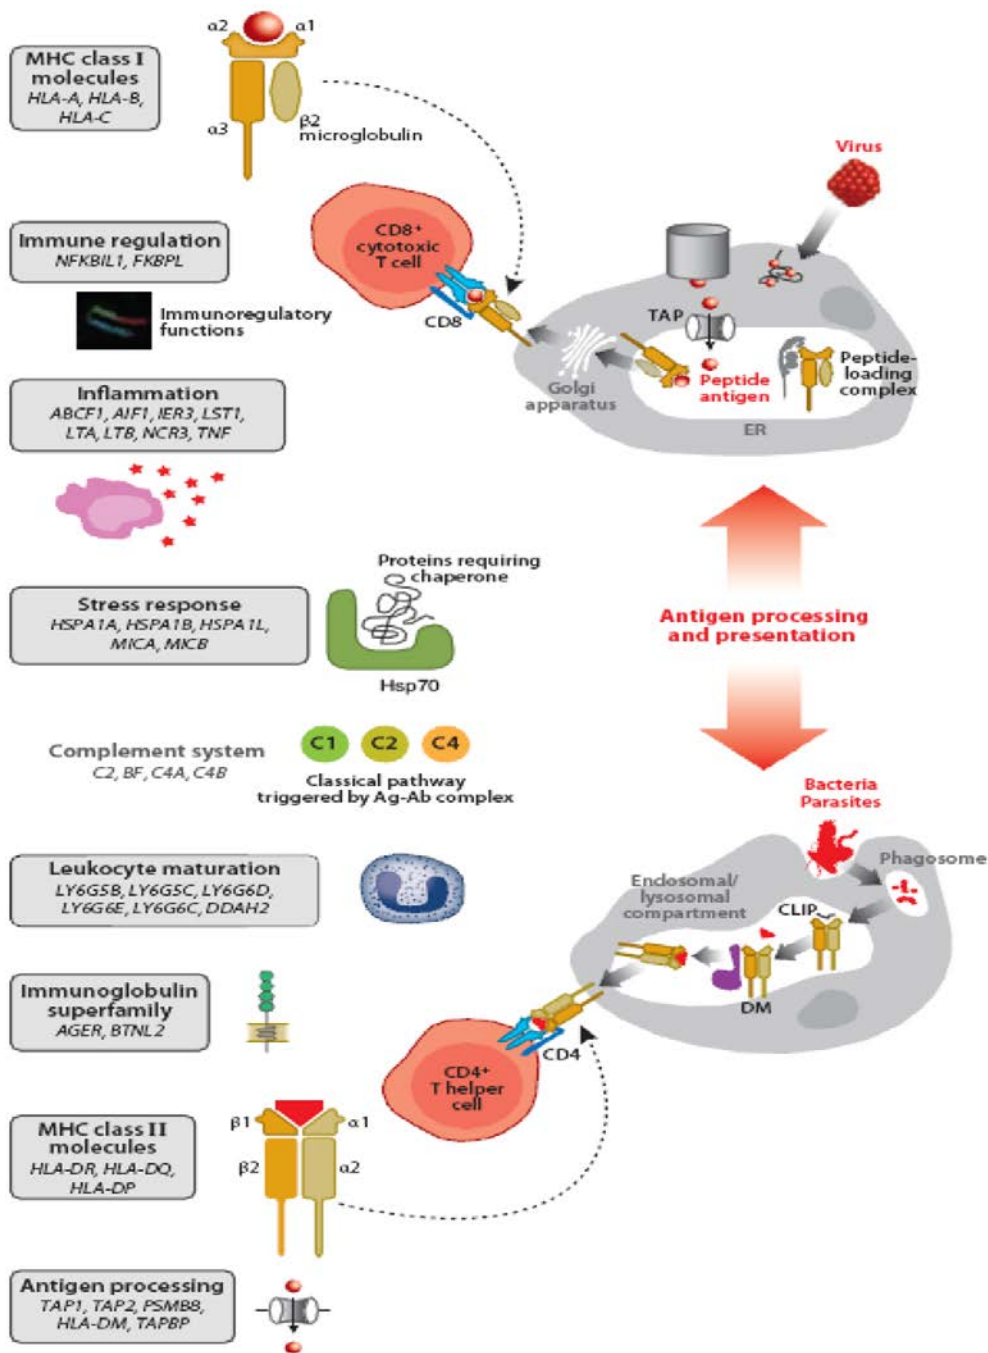 α2
α1
MHC class I
molecules
HLA-A, HLA-B,
HLA-C
α3
β2
microglobulin
Virus
CD8+
cytotoxic
T cell
Immune regulation
NFKBIL1, FKBPL
Immunoregulatory
functions
CD8
TAP
Golgi
apparatus
Peptide
antigen
Peptide-
loading
complex
ER
Inflammation
ABCF1, AIF1, IER3, LST1,
LTA, LTB, NCR3, TNF
Proteins requiring
chaperone
Stress response
HSPA1A, HSPA1B, HSPA1L,
MICA, MICB
Hsp70
Antigen processing
and presentation
Complement system
C2, BF, C4A, C4B
C1
C2
C4
Classical pathway
triggered by Ag-Ab complex
Bacteria
Parasites
Phagosome
Leukocyte maturation
LY6G5B, LY6G5C, LY6G6D,
LY6G6E, LY6G6C, DDAH2
Endosomal/
lysosomal
compartment
CLIP
DM
Immunoglobulin
superfamily
AGER, BTNL2
CD4
CD4+
T helper
cell
MHC class II
molecules
HLA-DR, HLA-DQ,
HLA-DP
β1
α1
β2
α2
Antigen processing
TAP1, TAP2, PSMB8,
HLA-DM, TAPBP